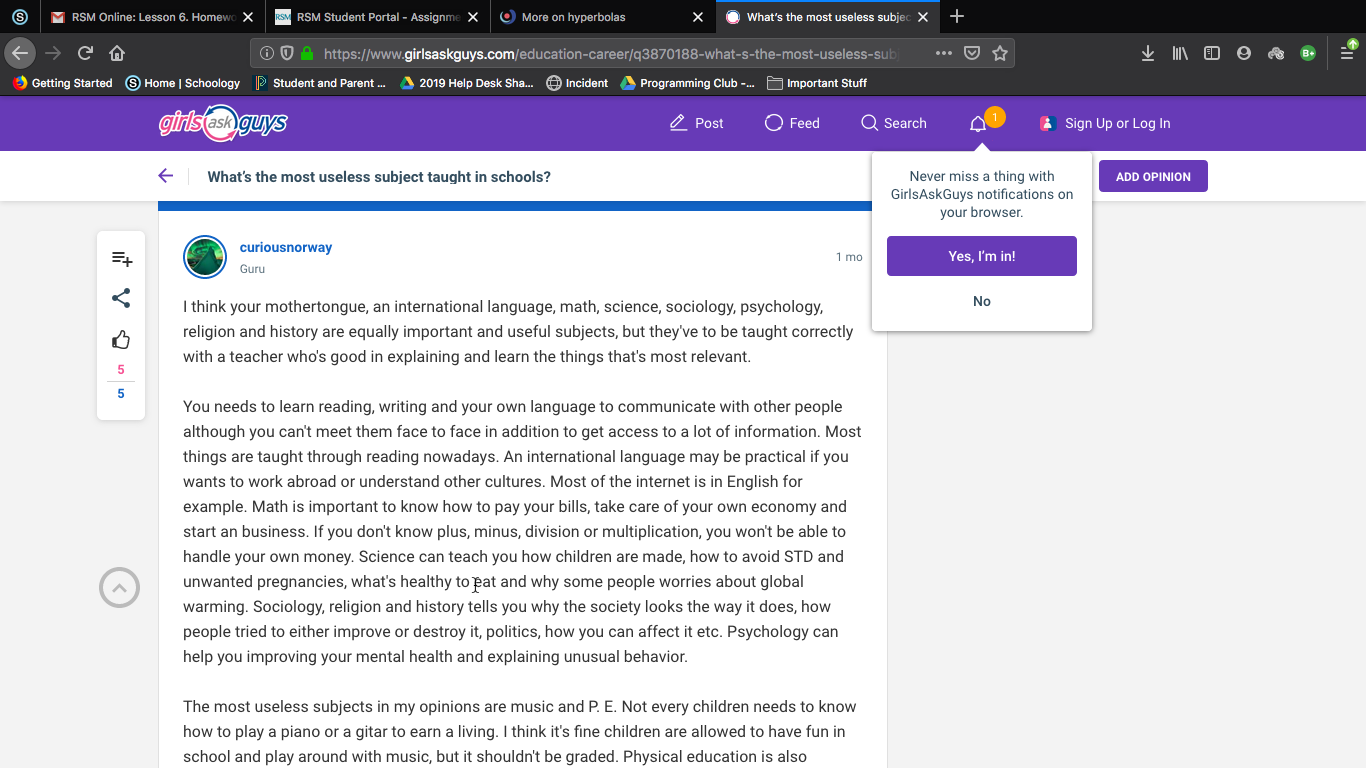 RSM Online: Lesson 6. Homewo
RSM Student Portal - Assignme
More on hyperbolas
What's the most useless subjec
https://www.girlsaskguys.com/education-career/q3870188-what-s-the-most-useless-sub
Getting Started
Home | Schoology
Student and Parent ...
2019 Help Desk Sha...
Incident
Programming Club -...
Important Stuff
girls ask guys
Post
Feed
Search
1
Sign Up or Log In
What's the most useless subject taught in schools?
ADD OPINION
Never miss a thing with
GirlsAskGuys notifications on
your browser.
Yes, I'm in!
No
curiousnorway
Guru
1 mo
5
5
I think your mothertongue, an international language, math, science, sociology, psychology,
religion and history are equally important and useful subjects, but they've to be taught correctly
with a teacher who's good in explaining and learn the things that's most relevant.
You needs to learn reading, writing and your own language to communicate with other people
although you can't meet them face to face in addition to get access to a lot of information. Most
things are taught through reading nowadays. An international language may be practical if you
wants to work abroad or understand other cultures. Most of the internet is in English for
example. Math is important to know how to pay your bills, take care of your own economy and
start an business. If you don't know plus, minus, division or multiplication, you won't be able to
handle your own money. Science can teach you how children are made, how to avoid STD and
unwanted pregnancies, what's healthy to eat and why some people worries about global
warming. Sociology, religion and history tells you why the society looks the way it does, how
people tried to either improve or destroy it, politics, how you can affect it etc. Psychology can
help you improving your mental health and explaining unusual behavior.
The most useless subjects in my opinions are music and P. E. Not every children needs to know
how to play a piano or a gitar to earn a living. I think it's fine children are allowed to have fun in
school and play around with music, but it shouldn't be graded. Physical education is also